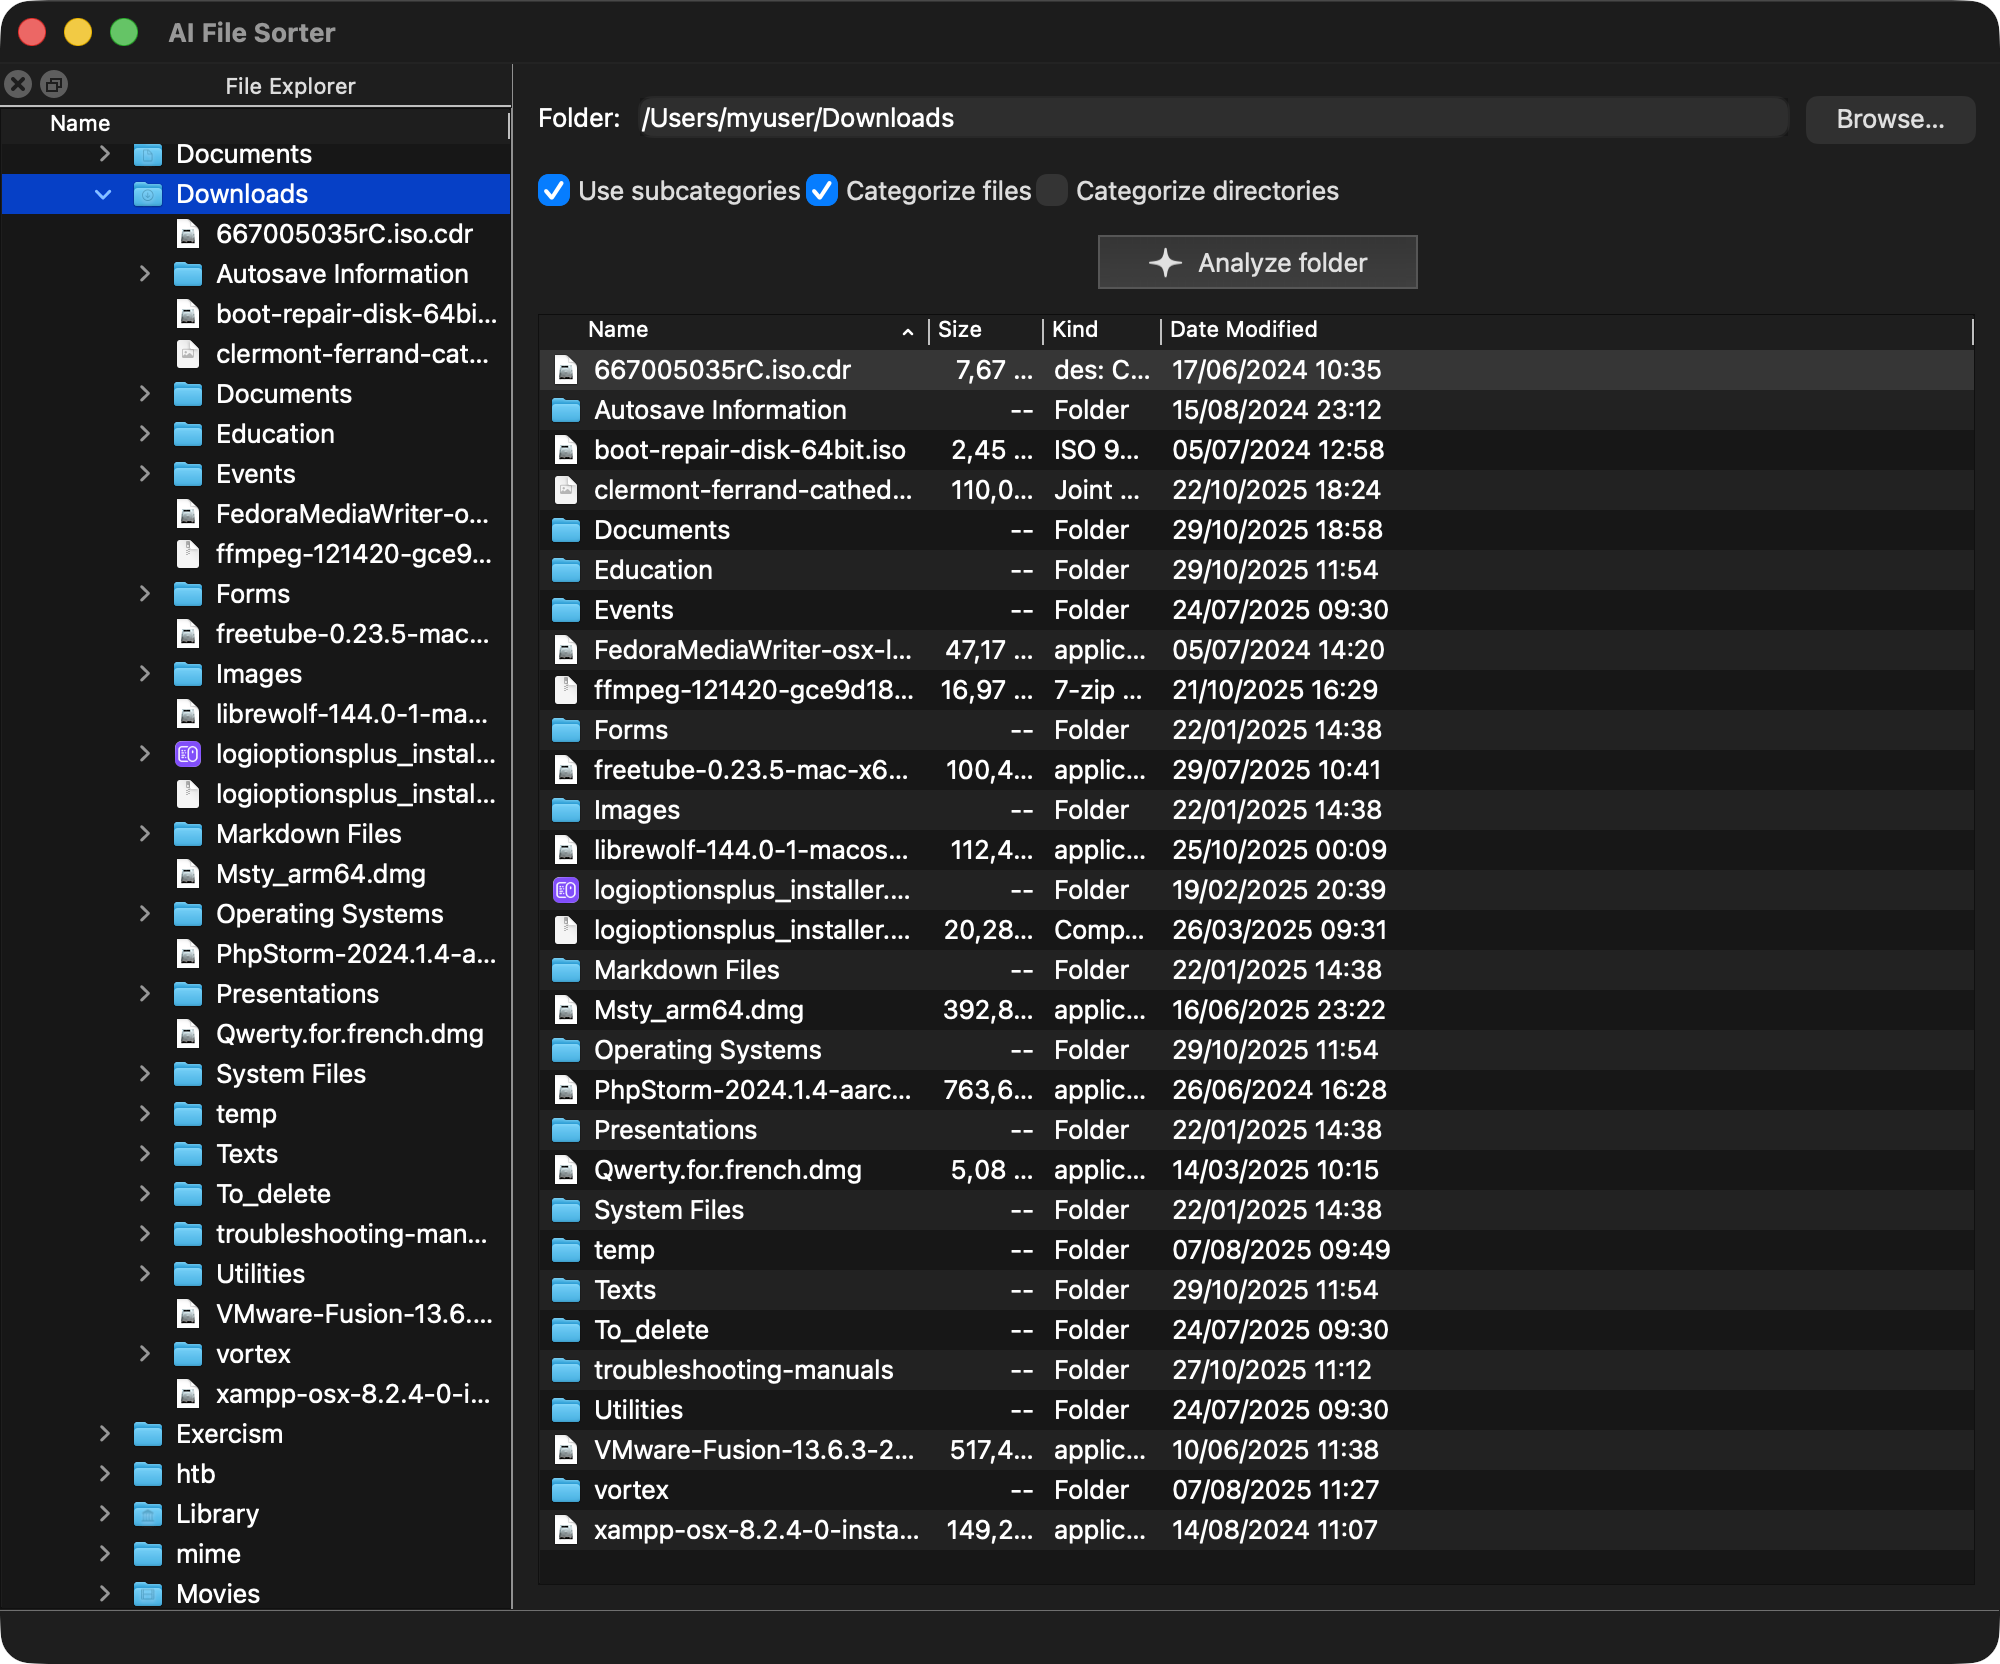 AI File Sorter
File Explorer
Name
Documents
Downloads
667005035rC.iso.cdr
Autosave Information
boot-repair-disk-64bi...
clermont-ferrand-cat...
Documents
Education
Events
FedoraMediaWriter-o...
ffmpeg-121420-gce9...
Forms
freetube-0.23.5-mac...
Images
librewolf-144.0-1-ma...
logioptionsplus_instal...
logioptionsplus_instal...
Markdown Files
Msty_arm64.dmg
Operating Systems
PhpStorm-2024.1.4-a...
Presentations
Qwerty.for.french.dmg
System Files
temp
Texts
To_delete
troubleshooting-man...
Utilities
VMware-Fusion-13.6....
vortex
xampp-osx-8.2.4-0-i...
Exercism
htb
Library
mime
Movies
Folder: /Users/myuser/Downloads Browse...
Use subcategories Categorize files Categorize directories
Analyze folder
Name Size Kind Date Modified
667005035rC.iso.cdr 7,67 ... des: C... 17/06/2024 10:35
Autosave Information -- Folder 15/08/2024 23:12
boot-repair-disk-64bit.iso 2,45 ... ISO 9... 05/07/2024 12:58
clermont-ferrand-cathed... 110,0... Joint ... 22/10/2025 18:24
Documents -- Folder 29/10/2025 18:58
Education -- Folder 29/10/2025 11:54
Events -- Folder 24/07/2025 09:30
FedoraMediaWriter-osx-l... 47,17 ... applic... 05/07/2024 14:20
ffmpeg-121420-gce9d18... 16,97 ... 7-zip ... 21/10/2025 16:29
Forms -- Folder 22/01/2025 14:38
freetube-0.23.5-mac-x6... 100,4... applic... 29/07/2025 10:41
Images -- Folder 22/01/2025 14:38
librewolf-144.0-1-macos... 112,4... applic... 25/10/2025 00:09
logioptionsplus_installer.... -- Folder 19/02/2025 20:39
logioptionsplus_installer.... 20,28... Comp... 26/03/2025 09:31
Markdown Files -- Folder 22/01/2025 14:38
Msty_arm64.dmg 392,8... applic... 16/06/2025 23:22
Operating Systems -- Folder 29/10/2025 11:54
PhpStorm-2024.1.4-aarc... 763,6... applic... 26/06/2024 16:28
Presentations -- Folder 22/01/2025 14:38
Qwerty.for.french.dmg 5,08 ... applic... 14/03/2025 10:15
System Files -- Folder 22/01/2025 14:38
temp -- Folder 07/08/2025 09:49
Texts -- Folder 29/10/2025 11:54
To_delete -- Folder 24/07/2025 09:30
troubleshooting-manuals -- Folder 27/10/2025 11:12
Utilities -- Folder 24/07/2025 09:30
VMware-Fusion-13.6.3-2... 517,4... applic... 10/06/2025 11:38
vortex -- Folder 07/08/2025 11:27
xampp-osx-8.2.4-0-insta... 149,2... applic... 14/08/2024 11:07